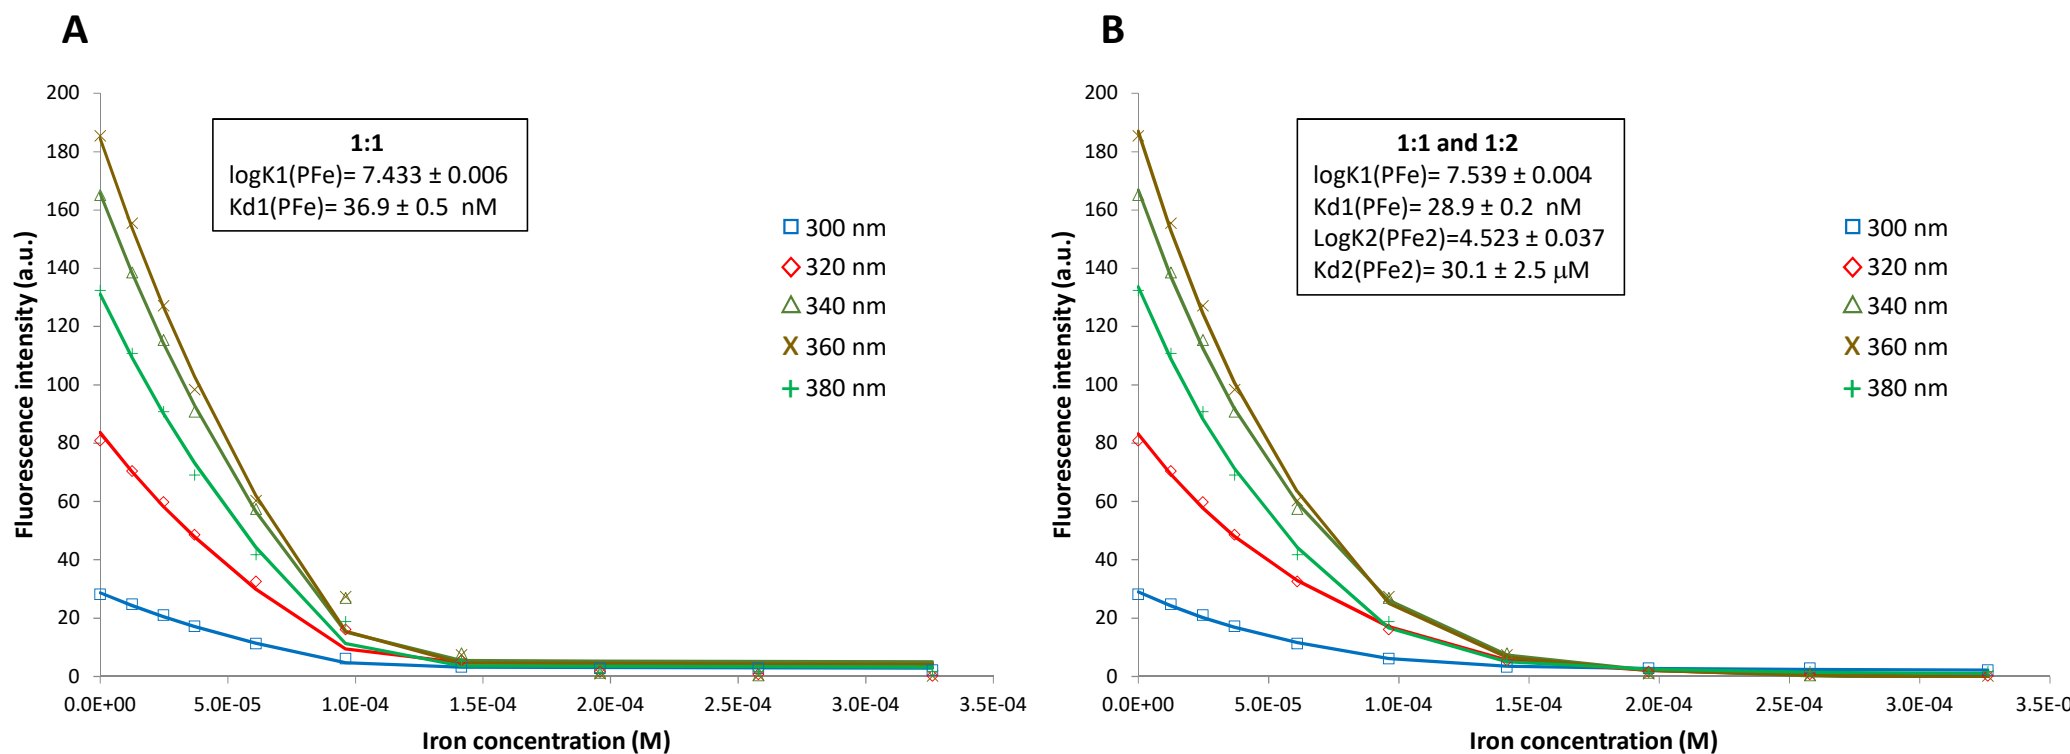 A
200
180
160
140
120
100
80
60
40
20
0
Fluorescence intensity (a.u.)
1:1
logK1(PFe)= 7.433 ± 0.006
Kd1(PFe)= 36.9 ± 0.5 nM
300 nm
320 nm
340 nm
360 nm
380 nm
0.0E+00 5.0E-05 1.0E-04 1.5E-04 2.0E-04 2.5E-04 3.0E-04 3.5E-04
Iron concentration (M)
B
200
180
160
140
120
100
80
60
40
20
0
Fluorescence intensity (a.u.)
1:1 and 1:2
logK1(PFe)= 7.539 ± 0.004
Kd1(PFe)= 28.9 ± 0.2 nM
LogK2(PFe2)=4.523 ± 0.037
Kd2(PFe2)= 30.1 ± 2.5 μM
300 nm
320 nm
340 nm
360 nm
380 nm
0.0E+00 5.0E-05 1.0E-04 1.5E-04 2.0E-04 2.5E-04 3.0E-04 3.5E-0
Iron concentration (M)